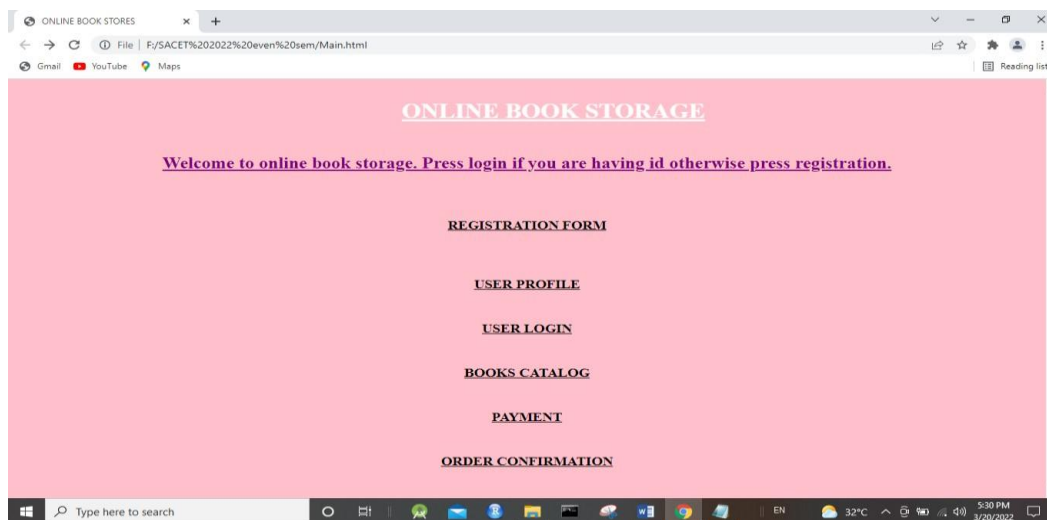 ONLINE BOOK STORES
File F:/SACET%202022%20even%20sem/Main.html
Gmail YouTube Maps Reading list
ONLINE BOOK STORAGE
Welcome to online book storage. Press login if you are having id otherwise press registration.
REGISTRATION FORM
USER PROFILE
USER LOGIN
BOOKS CATALOG
PAYMENT
ORDER CONFIRMATION
Type here to search EN 32°C 5:30 PM
3/20/2022